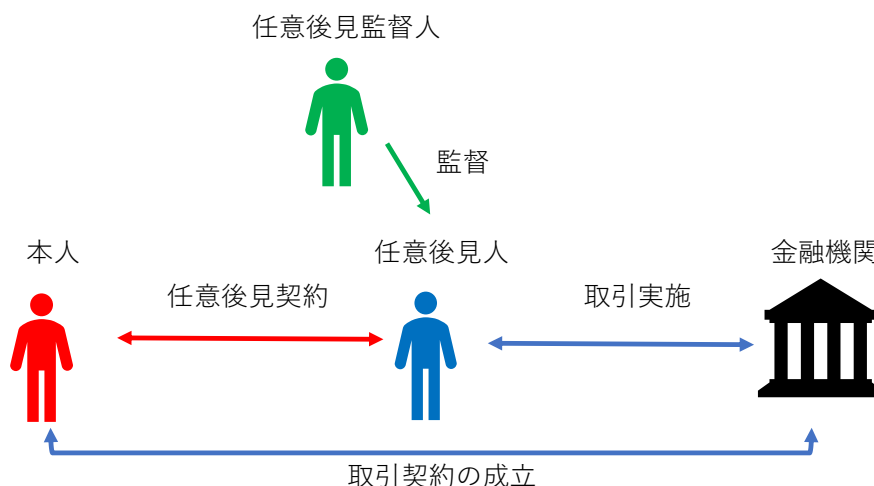 任意後見監督人
監督
本人
任意後見人
金融機関
任意後見契約
取引実施
取引契約の成立